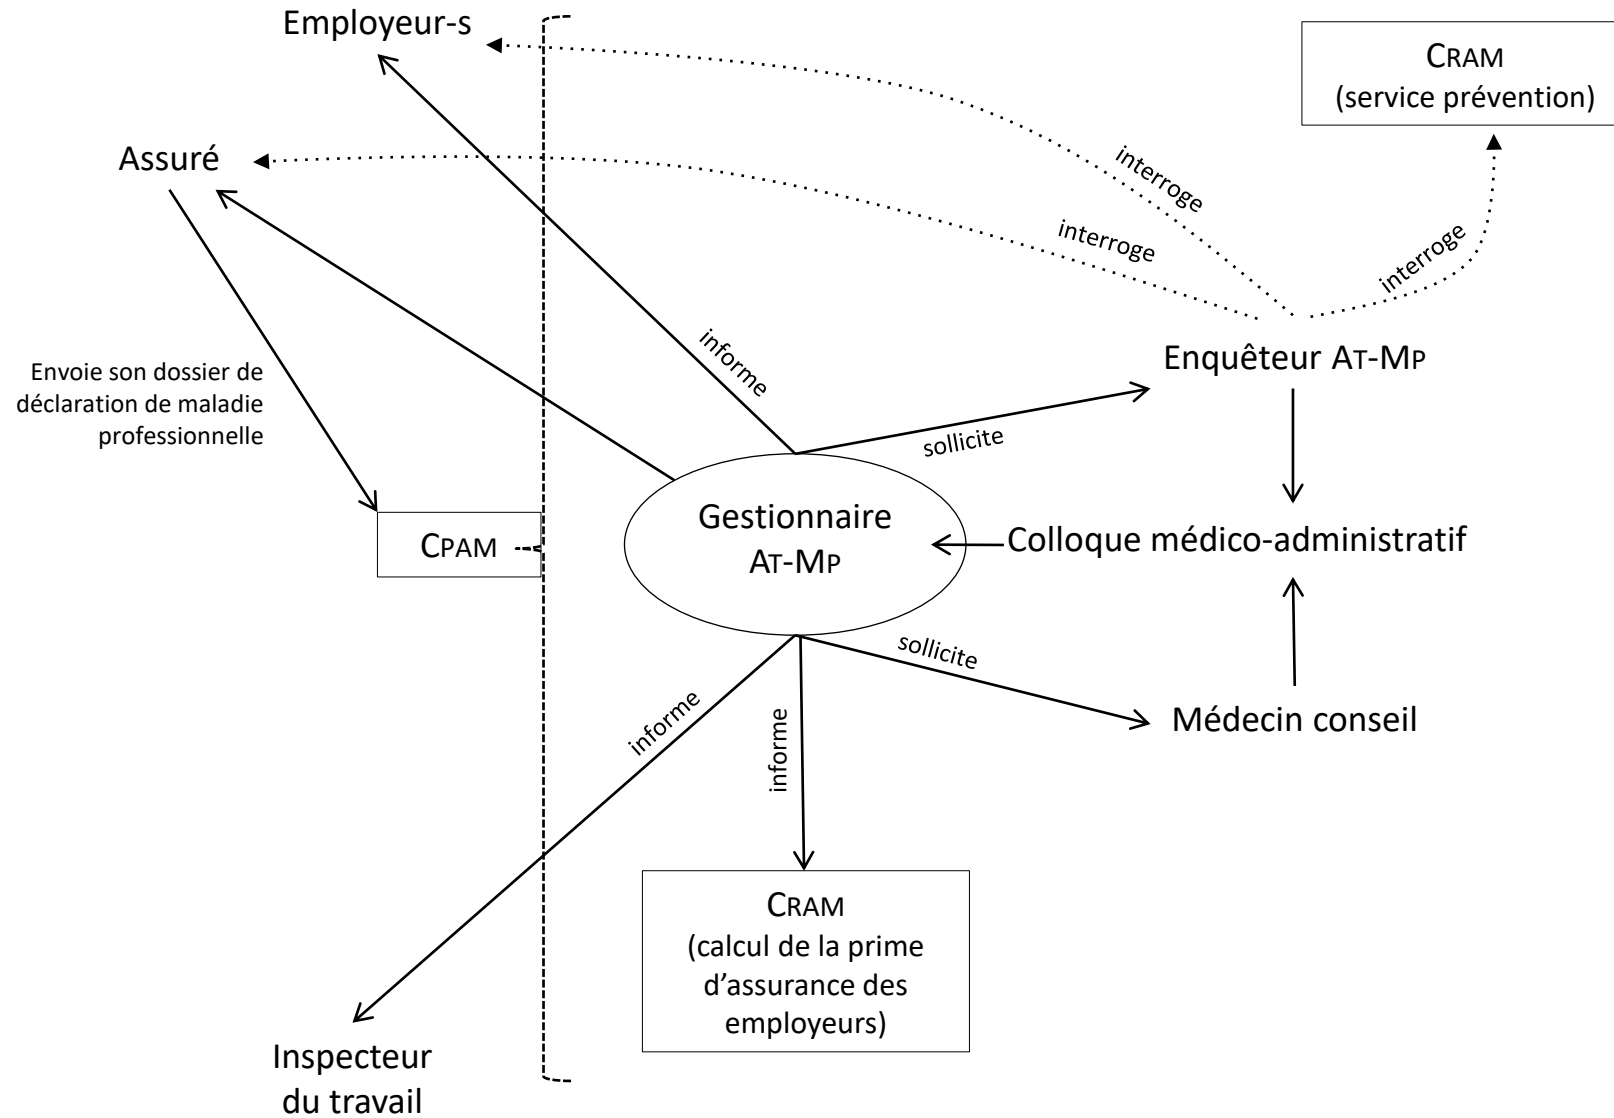 Employeur-s
CRAM
(service prévention)
Assuré
interroge
interroge
interroge
informe
Enquêteur AT-MP
Envoie son dossier de
déclaration de maladie
professionnelle
sollicite
Gestionnaire
AT-MP
CPAM
Colloque médico-administratif
sollicite
informe
informe
Médecin conseil
CRAM
(calcul de la prime
d’assurance des
employeurs)
Inspecteur
du travail